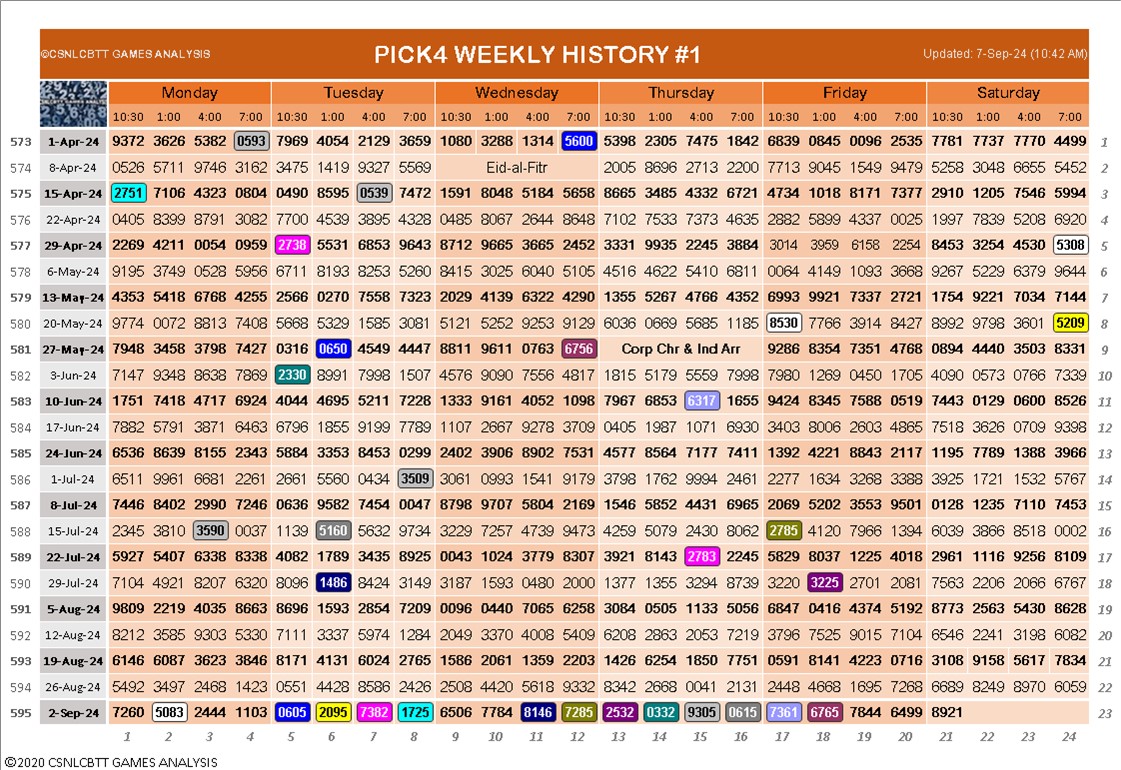 ©CSNLCBTT GAMES ANALYSIS PICK4 WEEKLY HISTORY #1 Updated: 7-Sep-24 (10:42 AM)
Monday Tuesday Wednesday Thursday Friday Saturday
10:30 1:00 4:00 7:00 10:30 1:00 4:00 7:00 10:30 1:00 4:00 7:00 10:30 1:00 4:00 7:00 10:30 1:00 4:00 7:00 10:30 1:00 4:00 7:00
573 1-Apr-24 9372 3626 5382 0593 7969 4054 2129 3659 1080 3288 1314 5600 5398 2305 7475 1842 6839 0845 0096 2535 7781 7737 7770 4499 1
574 8-Apr-24 0526 5711 9746 3162 3475 1419 9327 5569 Eid-al-Fitr 2005 8696 2713 2200 7713 9045 1549 9479 5258 3048 6655 5452 2
575 15-Apr-24 2751 7106 4323 0804 0490 8595 0539 7472 1591 8048 5184 5658 8665 3485 4332 6721 4734 1018 8171 7377 2910 1205 7546 5994 3
576 22-Apr-24 0405 8399 8791 3082 7700 4539 3895 4328 0485 8067 2644 8648 7102 7533 7373 4635 2882 5899 4337 0025 1997 7839 5208 6920 4
577 29-Apr-24 2269 4211 0054 0959 2738 5531 6853 9643 8712 9665 3665 2452 3331 9935 2245 3884 3014 3959 6158 2254 8453 3254 4530 5308 5
578 6-May-24 9195 3749 0528 5956 6711 8193 8253 5260 8415 3025 6040 5105 4516 4622 5410 6811 0064 4149 1093 3668 9267 5229 6379 9644 6
579 13-May-24 4353 5418 6768 4255 2566 0270 7558 7323 2029 4139 6322 4290 1355 5267 4766 4352 6993 9921 7337 2721 1754 9221 7034 7144 7
580 20-May-24 9774 0072 8813 7408 5668 5329 1585 3081 5121 5252 9253 9129 6036 0669 5685 1185 8530 7766 3914 8427 8992 9798 3601 5209 8
581 27-May-24 7948 3458 3798 7427 0316 0650 4549 4447 8811 9611 0763 6756 Corp Chr & Ind Arr 9286 8354 7351 4768 0894 4440 3503 8331 9
582 3-Jun-24 7147 9348 8638 7869 2330 8991 7998 1507 4576 9090 7556 4817 1815 5179 5559 7998 7980 1269 0450 1705 4090 0573 0766 7339 10
583 10-Jun-24 1751 7418 4717 6924 4044 4695 5211 7228 1333 9161 4052 1098 7967 6853 6317 1655 9424 8345 7588 0519 7443 0129 0600 8526 11
584 17-Jun-24 7882 5791 3871 6463 6796 1855 9199 7789 1107 2667 9278 3709 0405 1987 1071 6930 3403 8006 2603 4865 7518 3626 0709 9398 12
585 24-Jun-24 6536 8639 8155 2343 5884 3353 8453 0299 2402 3906 8902 7531 4577 8564 7177 7411 1392 4221 8843 2117 1195 7789 1388 3966 13
586 1-Jul-24 6511 9961 6681 2261 2661 5560 0434 3509 3061 0993 1541 9179 3798 1762 9994 2461 2277 1634 3268 3388 3925 1721 1532 5767 14
587 8-Jul-24 7446 8402 2990 7246 0636 9582 7454 0047 8798 9707 5804 2169 1546 5852 4431 6965 2069 5202 3553 9501 0128 1235 7110 7453 15
588 15-Jul-24 2345 3810 3590 0037 1139 5160 5632 9734 3229 7257 4739 9473 4259 5079 2430 8062 2785 4120 7966 1394 6039 3866 8518 0002 16
589 22-Jul-24 5927 5407 6338 8338 4082 1789 3435 8925 0043 1024 3779 8307 3921 8143 2783 2245 5829 8037 1225 4018 2961 1116 9256 8109 17
590 29-Jul-24 7104 4921 8207 6320 8096 1486 8424 3149 3187 1593 0480 2000 1377 1355 3294 8739 3220 3225 2701 2081 7563 2206 2066 6767 18
591 5-Aug-24 9809 2219 4035 8663 8696 1593 2854 7209 0096 0440 7065 6258 3084 0505 1133 5056 6847 0416 4374 5192 8773 2563 5430 8628 19
592 12-Aug-24 8212 3585 9303 5330 7111 3337 5974 1284 2049 3370 4008 5409 6208 2863 2053 7219 3796 7525 9015 7104 6546 2241 3198 6082 20
593 19-Aug-24 6146 6087 3623 3846 8171 4131 6024 2765 1586 2061 1359 2203 1426 6254 1850 7751 0591 8141 4223 0716 3108 9158 5617 7834 21
594 26-Aug-24 5492 3497 2468 1423 0551 4428 8586 2426 2508 4420 5618 9332 8342 2668 0041 2131 2448 4668 1695 7268 6689 8249 8970 6059 22
595 2-Sep-24 7260 5083 2444 1103 0605 2095 7382 1725 6506 7784 8146 7285 2532 0332 9305 0615 7361 6765 7844 6499 8921 23
1 2 3 4 5 6 7 8 9 10 11 12 13 14 15 16 17 18 19 20 21 22 23 24
©2020 CSNLCBTT GAMES ANALYSIS